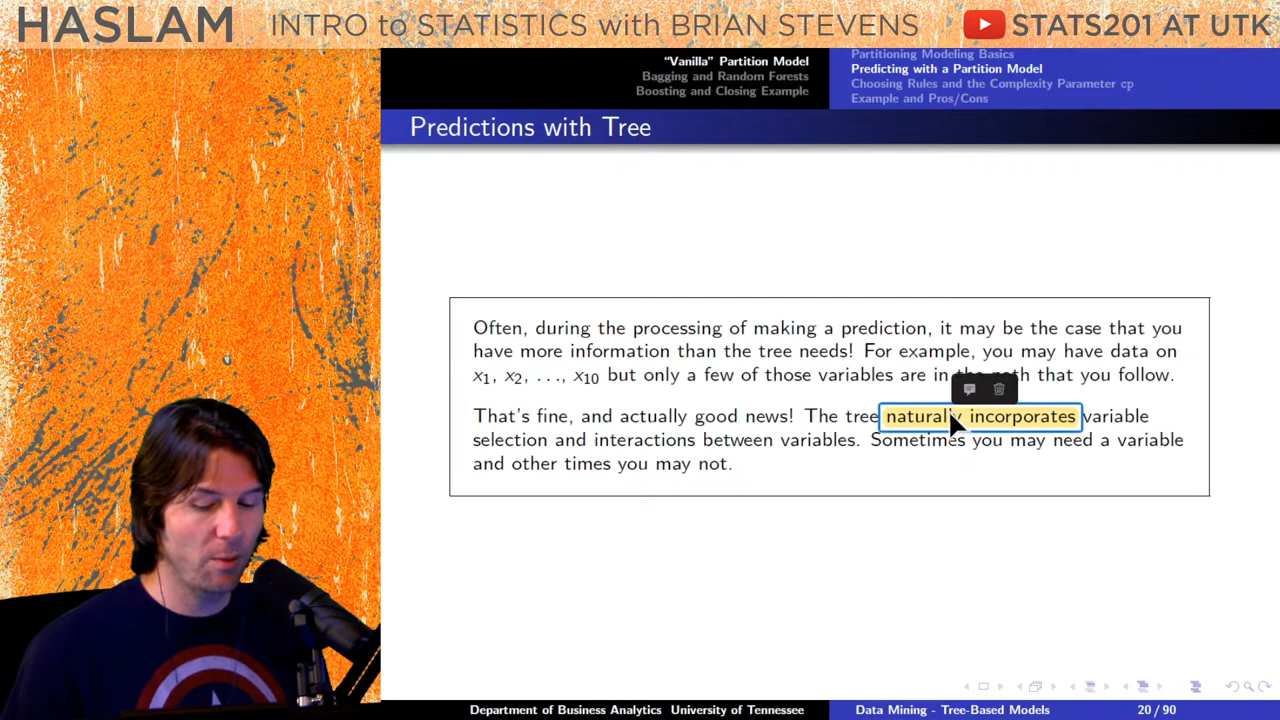 HASLAM INTRO to STATISTICS with BRIAN STEVENS STATS201 AT UTK
"Vanilla" Partition Model
Bagging and Random Forests
Boosting and Closing Example
Partitioning Modeling Basics
Predicting with a Partition Model
Choosing Rules and the Complexity Parameter cp
Example and Pros/Cons
Predictions with Tree
Often, during the processing of making a prediction, it may be the case that you
have more information than the tree needs! For example, you may have data on
x1, x2, ..., x10 but only a few of those variables are in the path that you follow.
That's fine, and actually good news! The tree naturally incorporates variable
selection and interactions between variables. Sometimes you may need a variable
and other times you may not.
Department of Business Analytics University of Tennessee Data Mining - Tree-Based Models 20 / 90